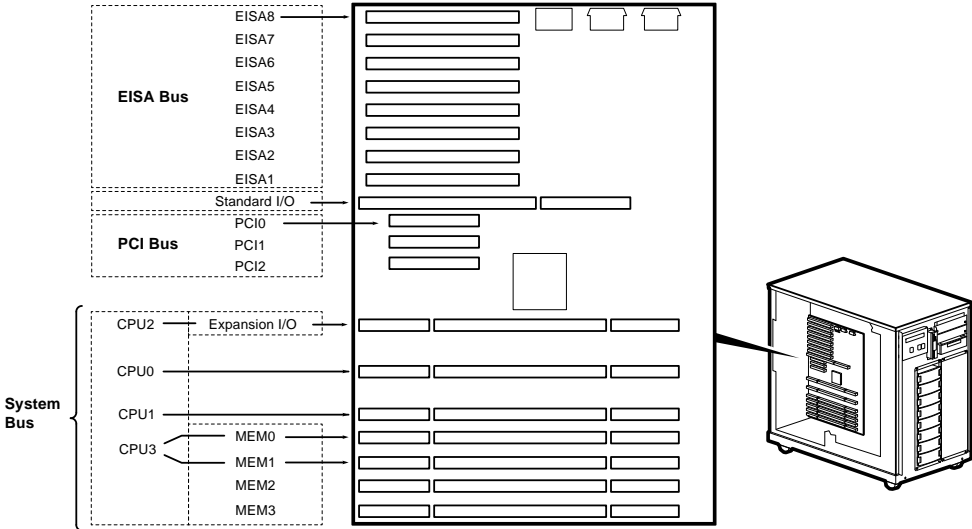 EISA8
EISA7
EISA6
EISA5
EISA Bus
EISA4
EISA3
EISA2
EISA1
Standard I/O
PCI0
PCI Bus
PCI1
PCI2
CPU2
Expansion I/O
CPU0
System
Bus
CPU1
MEM0
CPU3
MEM1
MEM2
MEM3